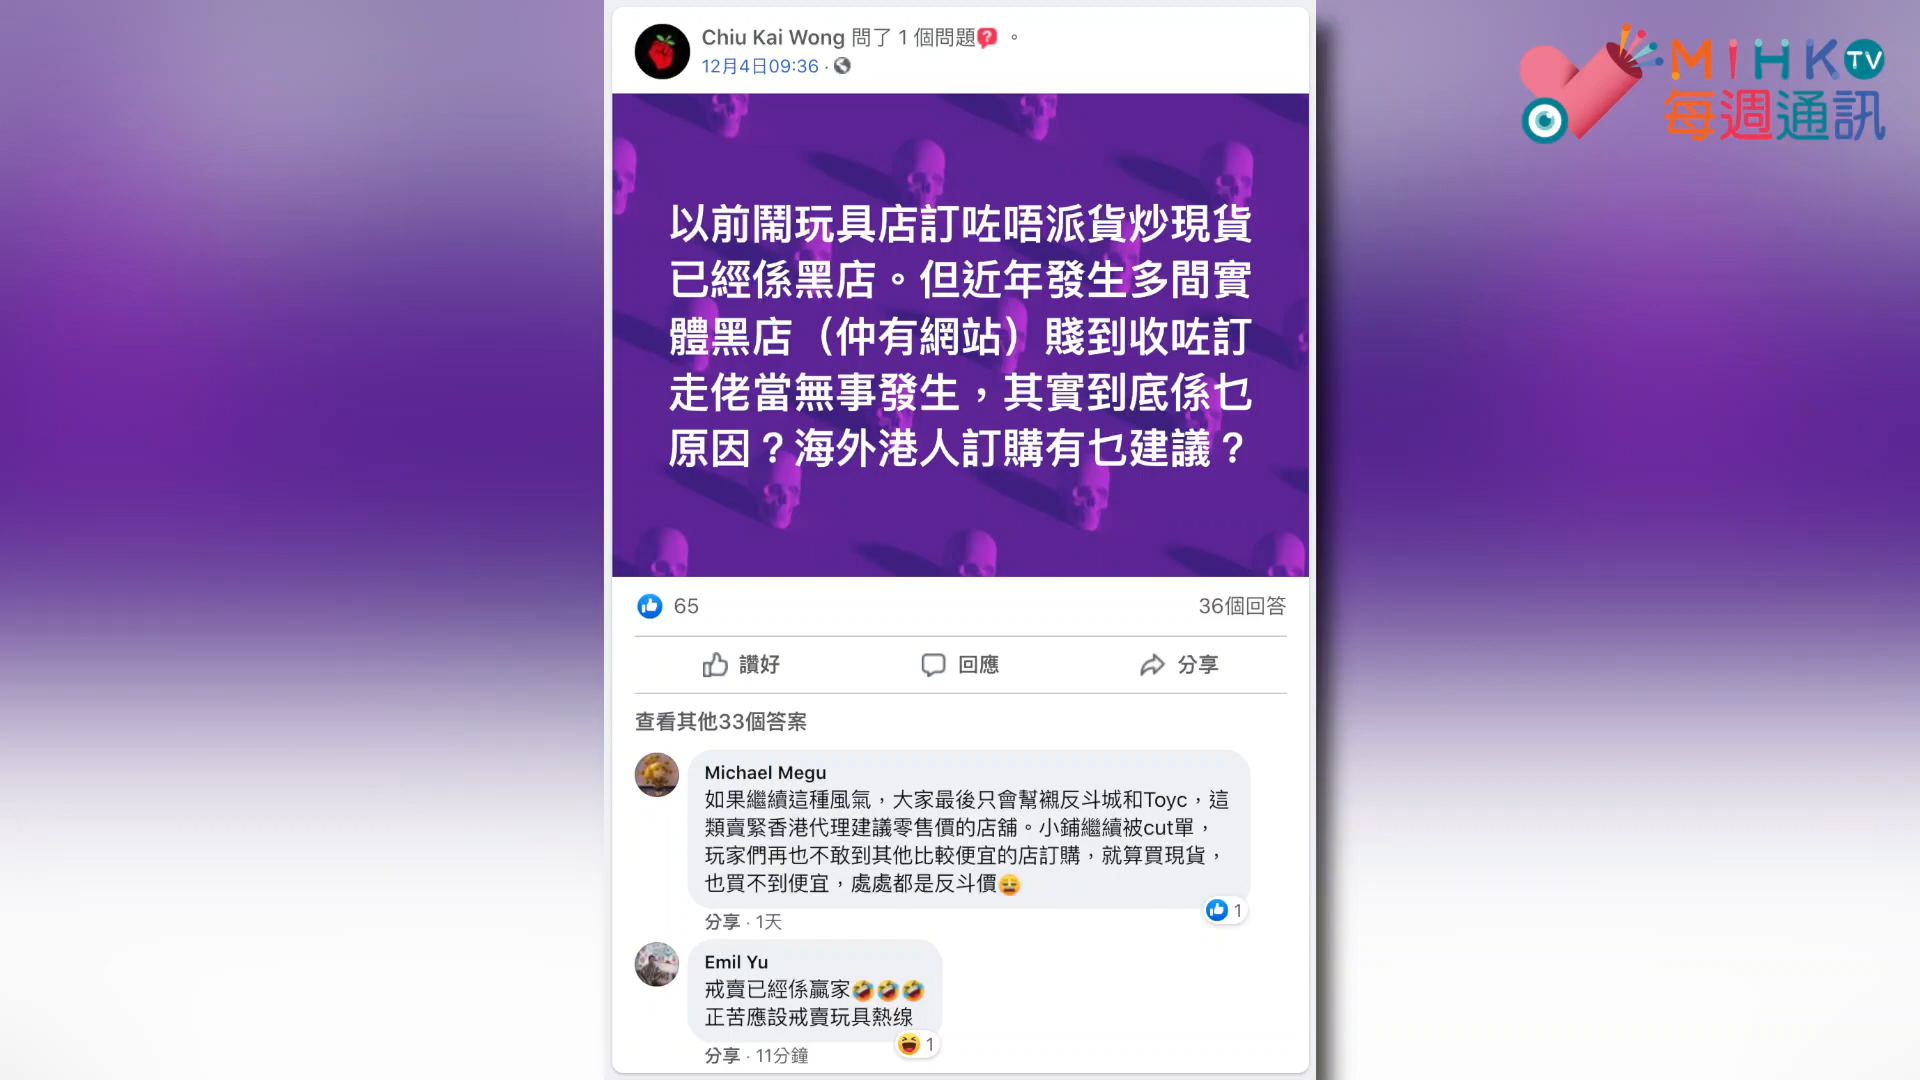 Chiu Kai Wong 問了 1 個問題 。
12月4日09:36 ·
MIHK TV
每週通訊
以前鬧玩具店訂咗唔派貨炒現貨
已經係黑店。但近年發生多間實
體黑店（仲有網站）賤到收咗訂
走佬當無事發生，其實到底係乜
原因？海外港人訂購有乜建議？
65
36個回答
讚好
回應
分享
查看其他33個答案
Michael Megu
如果繼續這種風氣，大家最後只會幫襯反斗城和Toyc，這
類賣緊香港代理建議零售價的店舖。小鋪繼續被cut單，
玩家們再也不敢到其他比較便宜的店訂購，就算買現貨，
也買不到便宜，處處都是反斗價😩
1
分享 · 1天
Emil Yu
戒賣已經係贏家🤣🤣🤣
正苦應設戒賣玩具熱線
1
分享 · 11分鐘